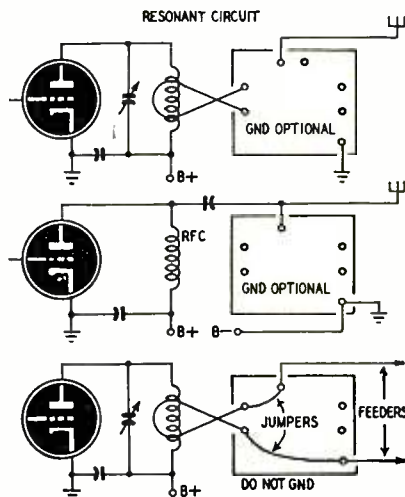 RESONANT CIRCUIT
GND OPTIONAL
B+
RFC
GND OPTIONAL
B+
B-
JUMPERS
FEEDERS
DO NOT GND
B+